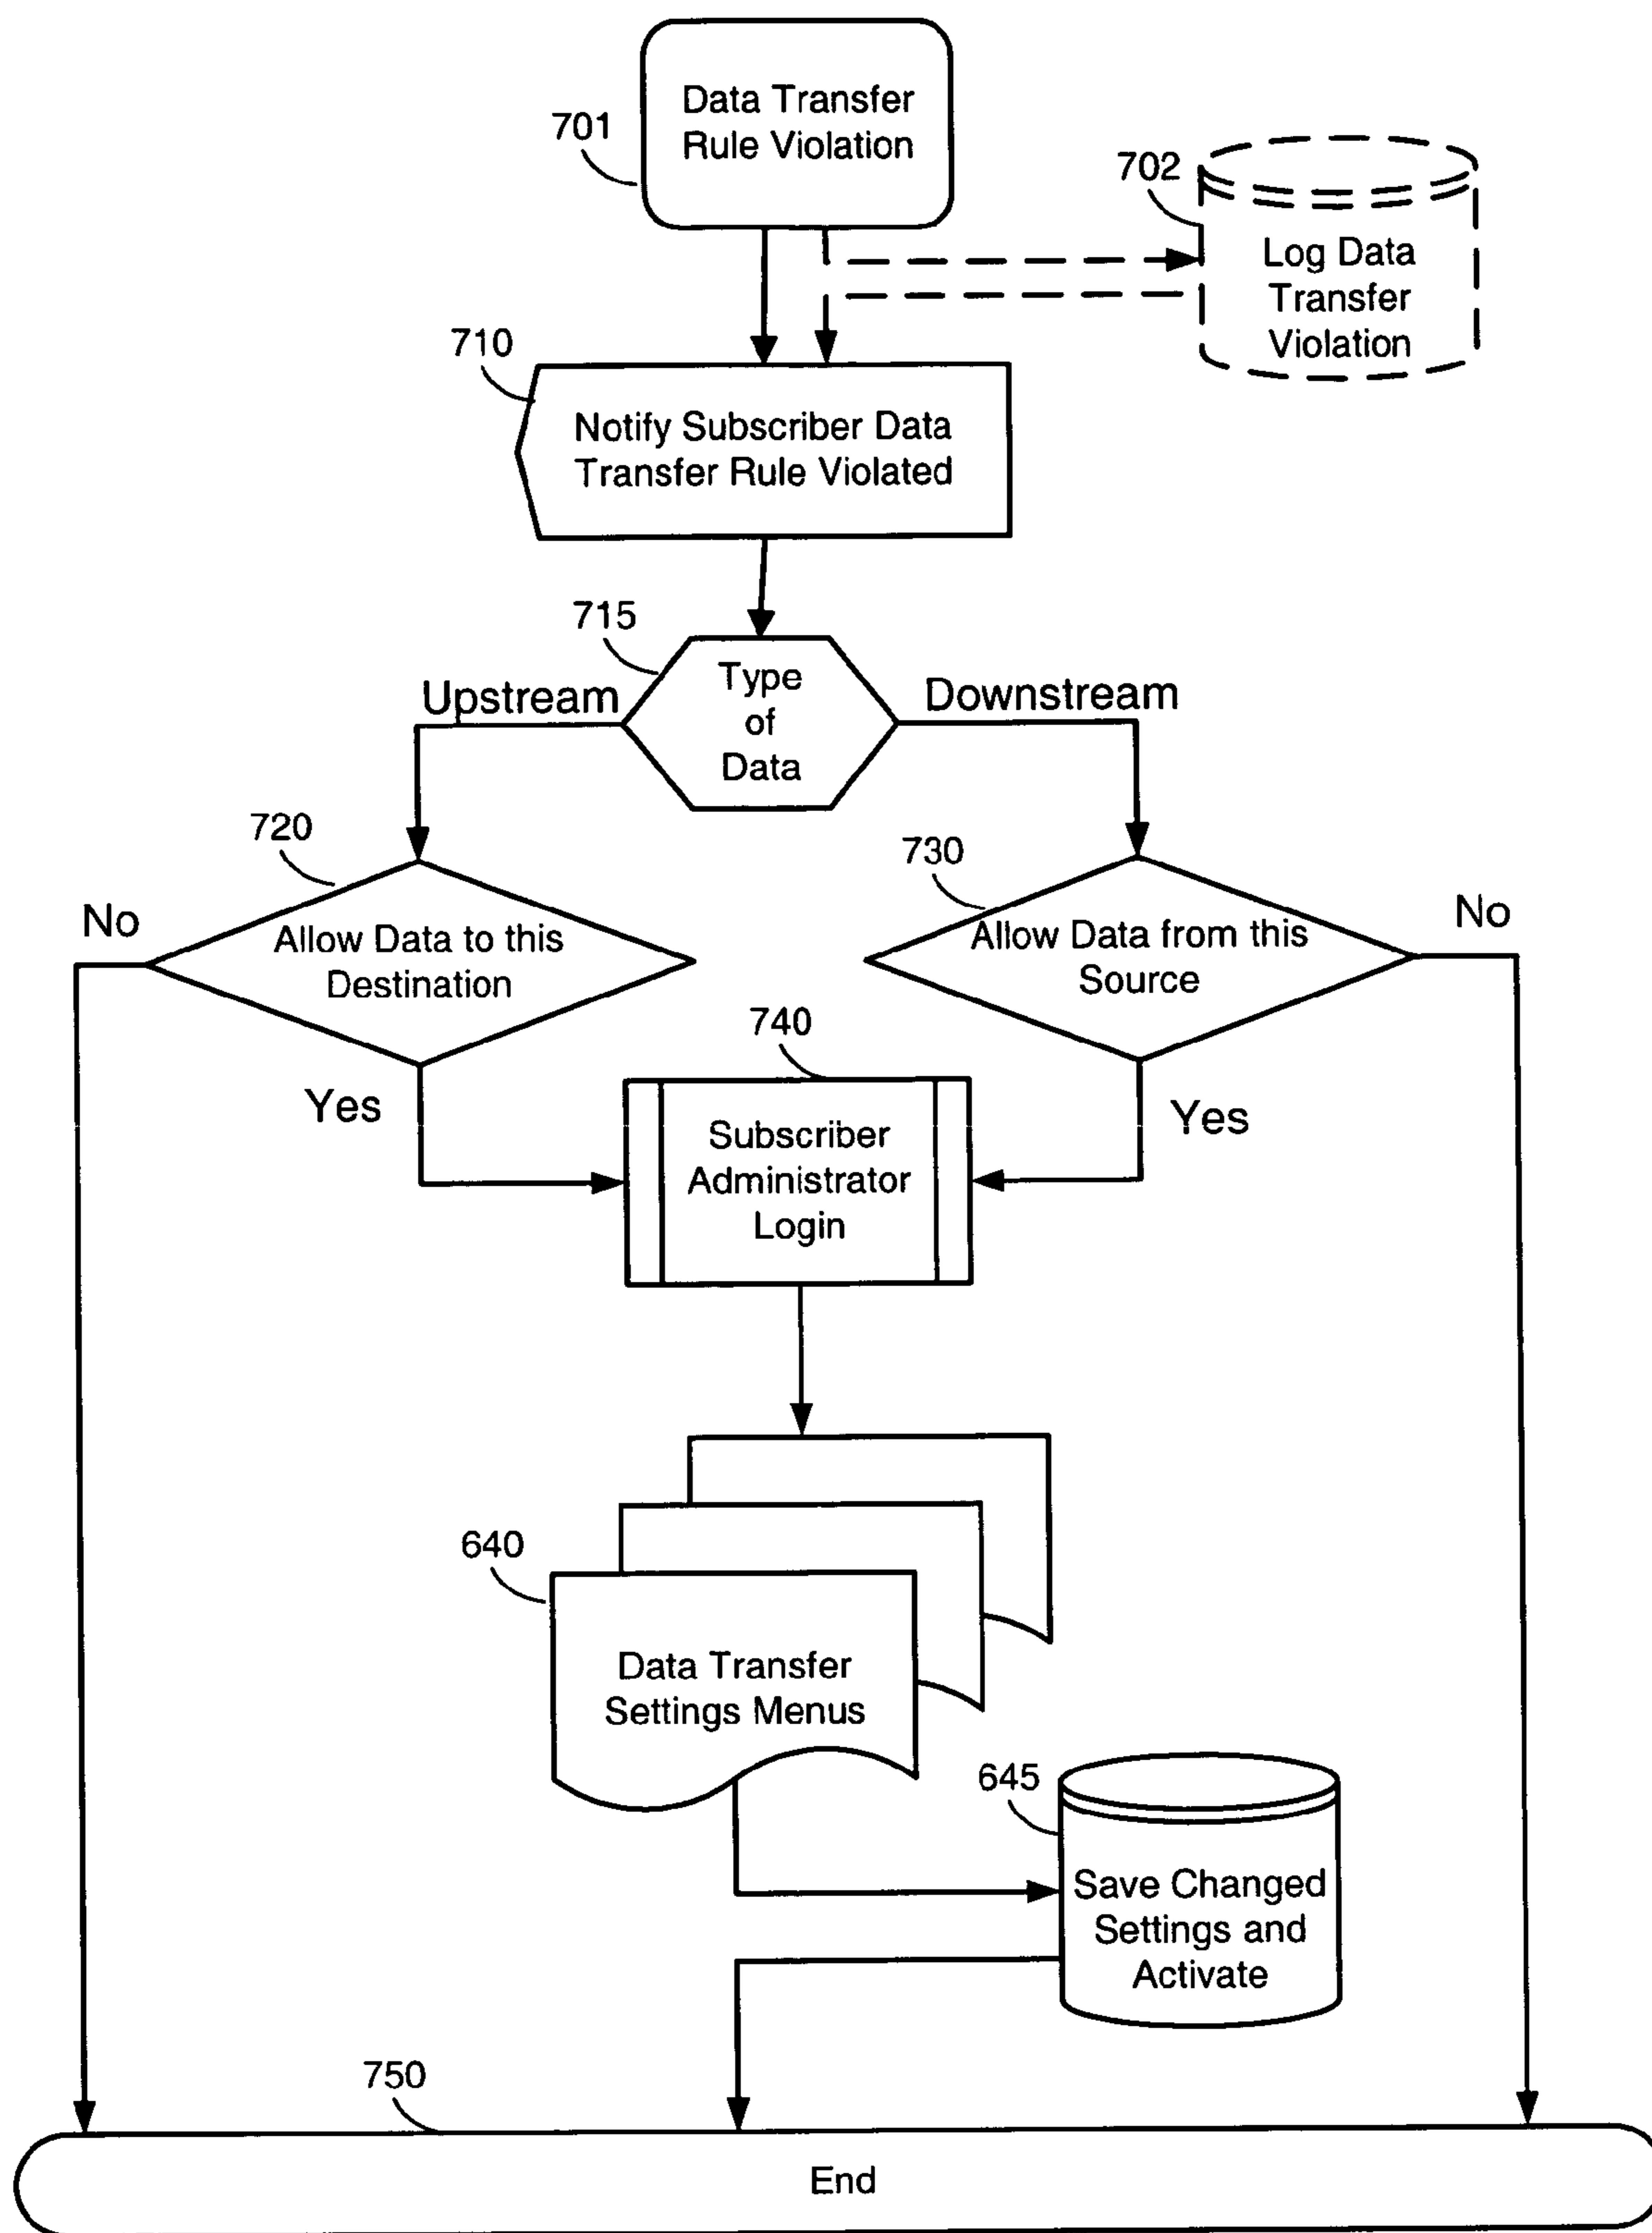 Data Transfer
Rule Violation
701
702
Log Data
Transfer
Violation
710
Notify Subscriber Data
Transfer Rule Violated
715
Type
of
Data
Upstream
Downstream
720
730
No
Allow Data to this
Destination
Allow Data from this
Source
No
740
Yes
Subscriber
Administrator
Login
Yes
640
Data Transfer
Settings Menus
645
Save Changed
Settings and
Activate
750
End